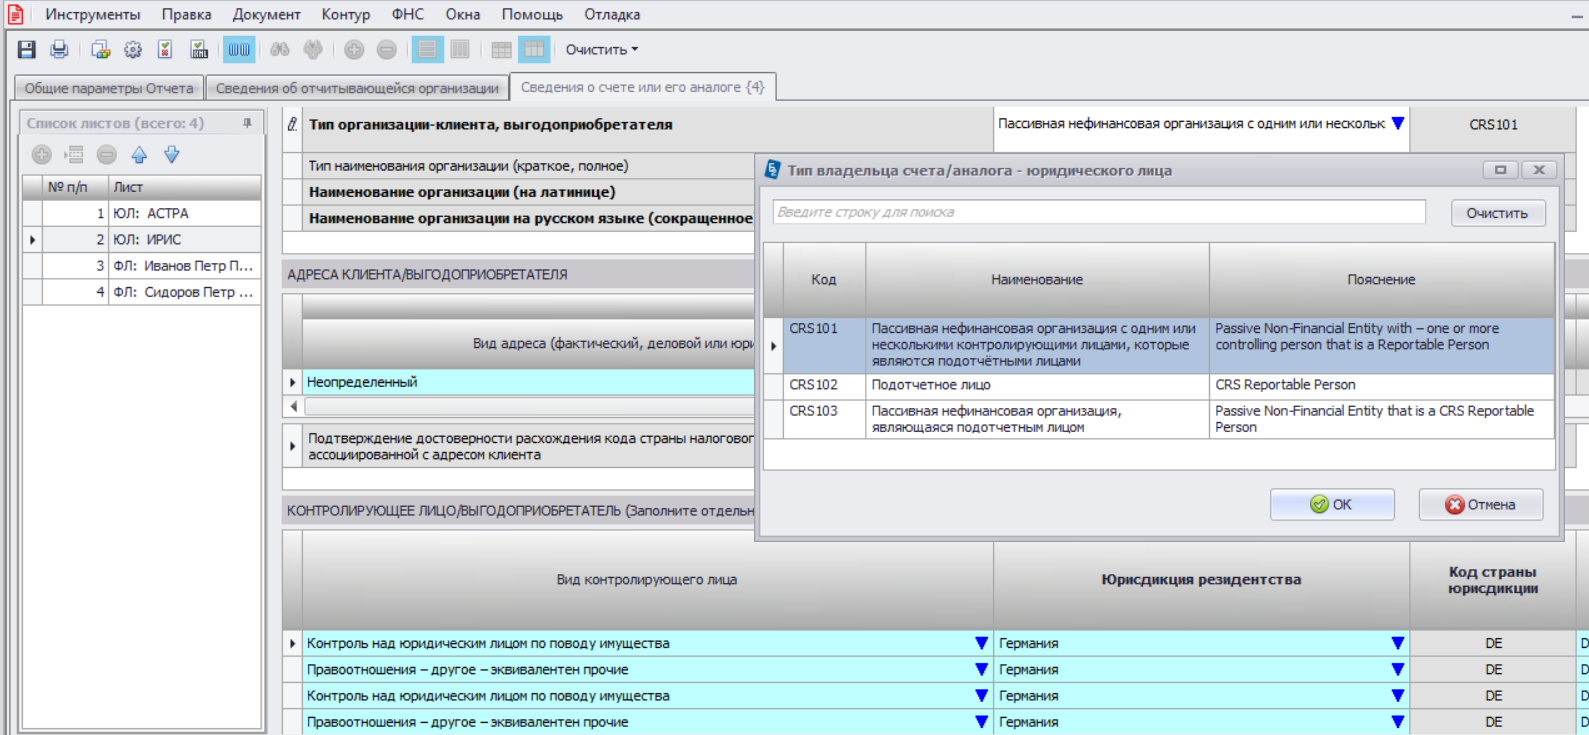 Инструменты Правка Документ Контур ФНС Окна Помощь Отладка
Очистить
Общие параметры Отчета Сведения об отчитывающейся организации Сведения о счете или его аналоге {4}
Список листов (всего: 4)
№ п/п Лист
1 ЮЛ: АСТРА
2 ЮЛ: ИРИС
3 ФЛ: Иванов Петр П...
4 ФЛ: Сидоров Петр ...
Тип организации-клиента, выгодоприобретателя Пассивная нефинансовая организация с одним или нескольк CRS101
Тип наименования организации (краткое, полное)
Наименование организации (на латинице)
Наименование организации на русском языке (сокращенное
АДРЕСА КЛИЕНТА/ВЫГОДОПРИОБРЕТАТЕЛЯ
Вид адреса (фактический, деловой или юри
Неопределенный
Подтверждение достоверности расхождения кода страны налоговог
ассоциированной с адресом клиента
КОНТРОЛИРУЮЩЕЕ ЛИЦО/ВЫГОДОПРИОБРЕТАТЕЛЬ (Заполните отдельн
Тип владельца счета/аналога - юридического лица
Введите строку для поиска Очистить
Код Наименование Пояснение
CRS101 Пассивная нефинансовая организация с одним или Passive Non-Financial Entity with – one or more
несколькими контролирующими лицами, которые controlling person that is a Reportable Person
являются подотчётными лицами
CRS102 Подотчетное лицо CRS Reportable Person
CRS103 Пассивная нефинансовая организация, Passive Non-Financial Entity that is a CRS Reportable
являющаяся подотчетным лицом Person
ОК Отмена
Вид контролирующего лица Юрисдикция резидентства Код страны
юрисдикции
Контроль над юридическим лицом по поводу имущества Германия DE D
Правоотношения – другое – эквивалентен прочие Германия DE D
Контроль над юридическим лицом по поводу имущества Германия DE D
Правоотношения – другое – эквивалентен прочие Германия DE D